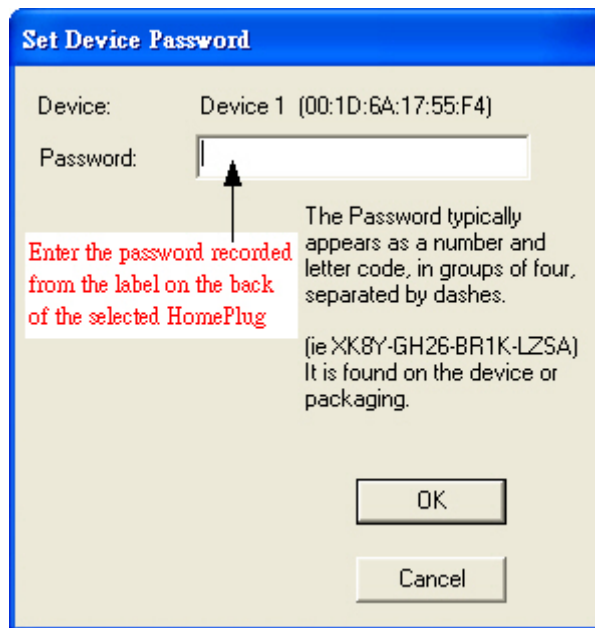 Set Device Password
Device: Device 1 (00:1D:6A:17:55:F4)
Password:
Enter the password recorded
from the label on the back
of the selected HomePlug
The Password typically
appears as a number and
letter code, in groups of four,
separated by dashes.
(ie XK8Y-GH26-BR1K-LZSA)
It is found on the device or
packaging.
OK
Cancel